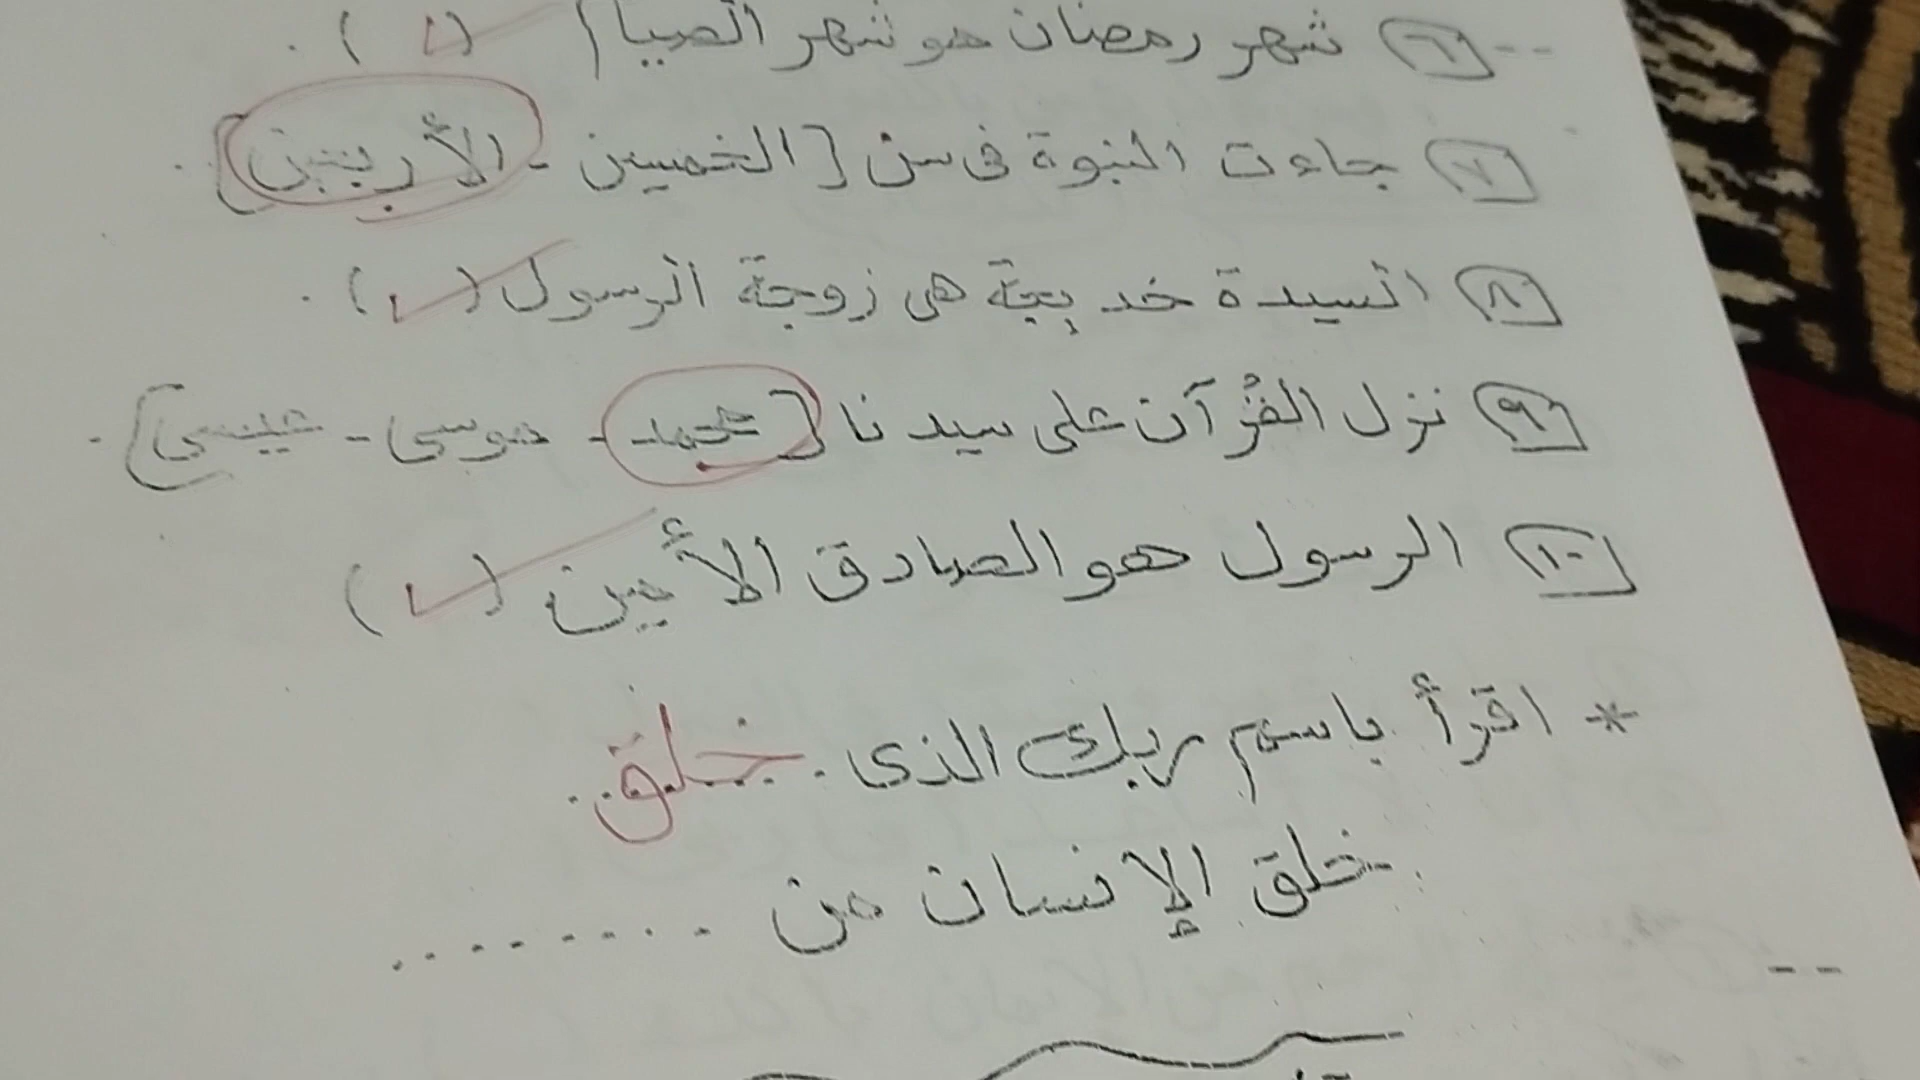 ٦ شهر رمضان هو شهر الصيام ( ✓ ) .
٧ جاءت النبوة فى سن [ الخمسين - الأربعين ] .
٨ السيدة خديجة هى زوجة الرسول ( ✓ ) .
٩ نزل القرآن على سيدنا [ محمد - موسى - عيسى ] .
١٠ الرسول هو الصادق الأمين ( ✓ )
* اقرأ باسم ربك الذى خلق
خلق الإنسان من ..........